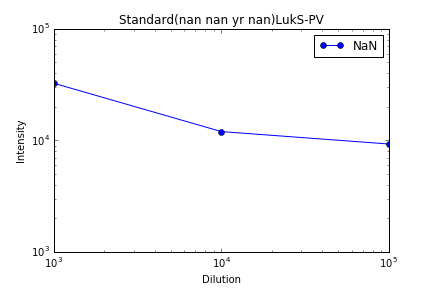 Standard(nan nan yr nan)LukS-PV
NaN
10^5
10^4
10^3
Intensity
10^3 10^4 10^5
Dilution